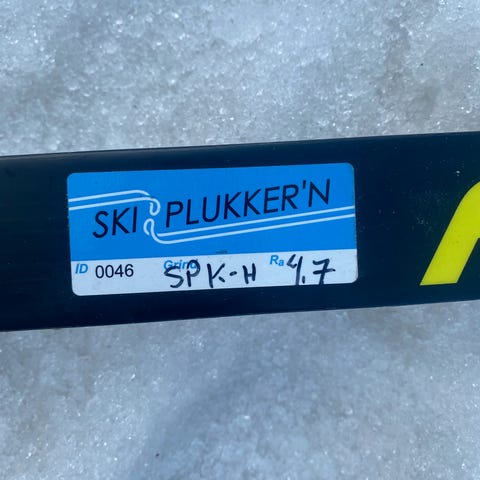 SKI PLUKKER'N
ID 0046 Grind SPK-H Ra 4.7